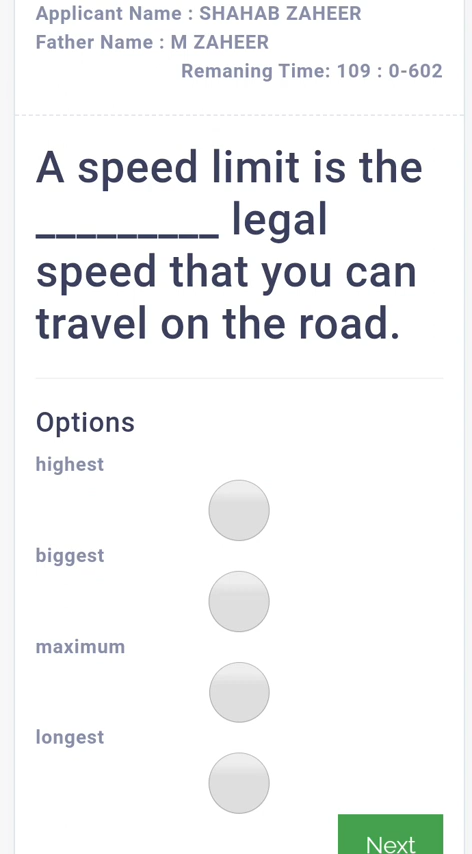 Applicant Name : SHAHAB ZAHEER
Father Name : M ZAHEER
Remaning Time: 109 : 0-602
A speed limit is the
_________ legal
speed that you can
travel on the road.
Options
highest
biggest
maximum
longest
Next